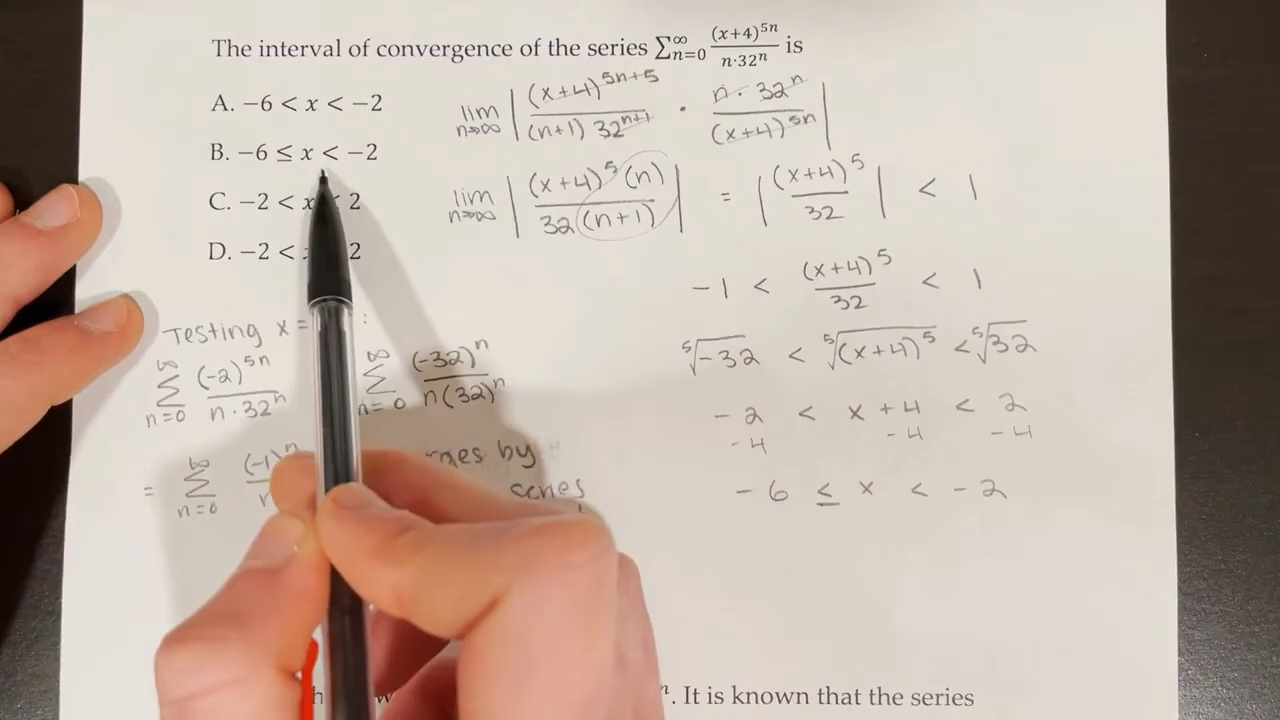 The interval of convergence of the series ∑_{n=0}^{∞} (x+4)^{5n}/(n·32^n) is
A. −6 < x < −2
B. −6 ≤ x < −2
C. −2 < x < 2
D. −2 < 2
lim_{n→∞} | (x+4)^{5n+5}/((n+1) 32^{n+1}) · (n · 32^n)/(x+4)^{5n} |
lim_{n→∞} | (x+4)^5 (n)/(32 (n+1)) | = | (x+4)^5/32 | < 1
−1 < (x+4)^5/32 < 1
⁵√−32 < ⁵√(x+4)^5 < ⁵√32
−2 < x + 4 < 2
−4 −4 −4
−6 ≤ x < −2
Testing x = :
∑_{n=0}^{∞} (−2)^{5n}/(n · 32^n) ∑_{n=0}^{∞} (−32)^n/(n(32)^n)
= ∑_{n=0}^{∞} (−1)^n by
series
. It is known that the series